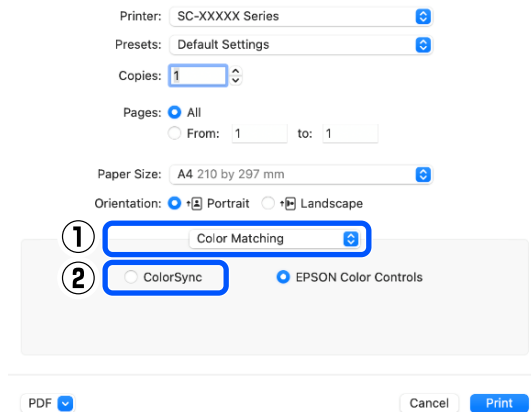 Printer: SC-XXXXX Series
Presets: Default Settings
Copies: 1
Pages: All
From: 1 to: 1
Paper Size: A4 210 by 297 mm
Orientation: Portrait Landscape
① Color Matching
② ColorSync EPSON Color Controls
PDF Cancel Print